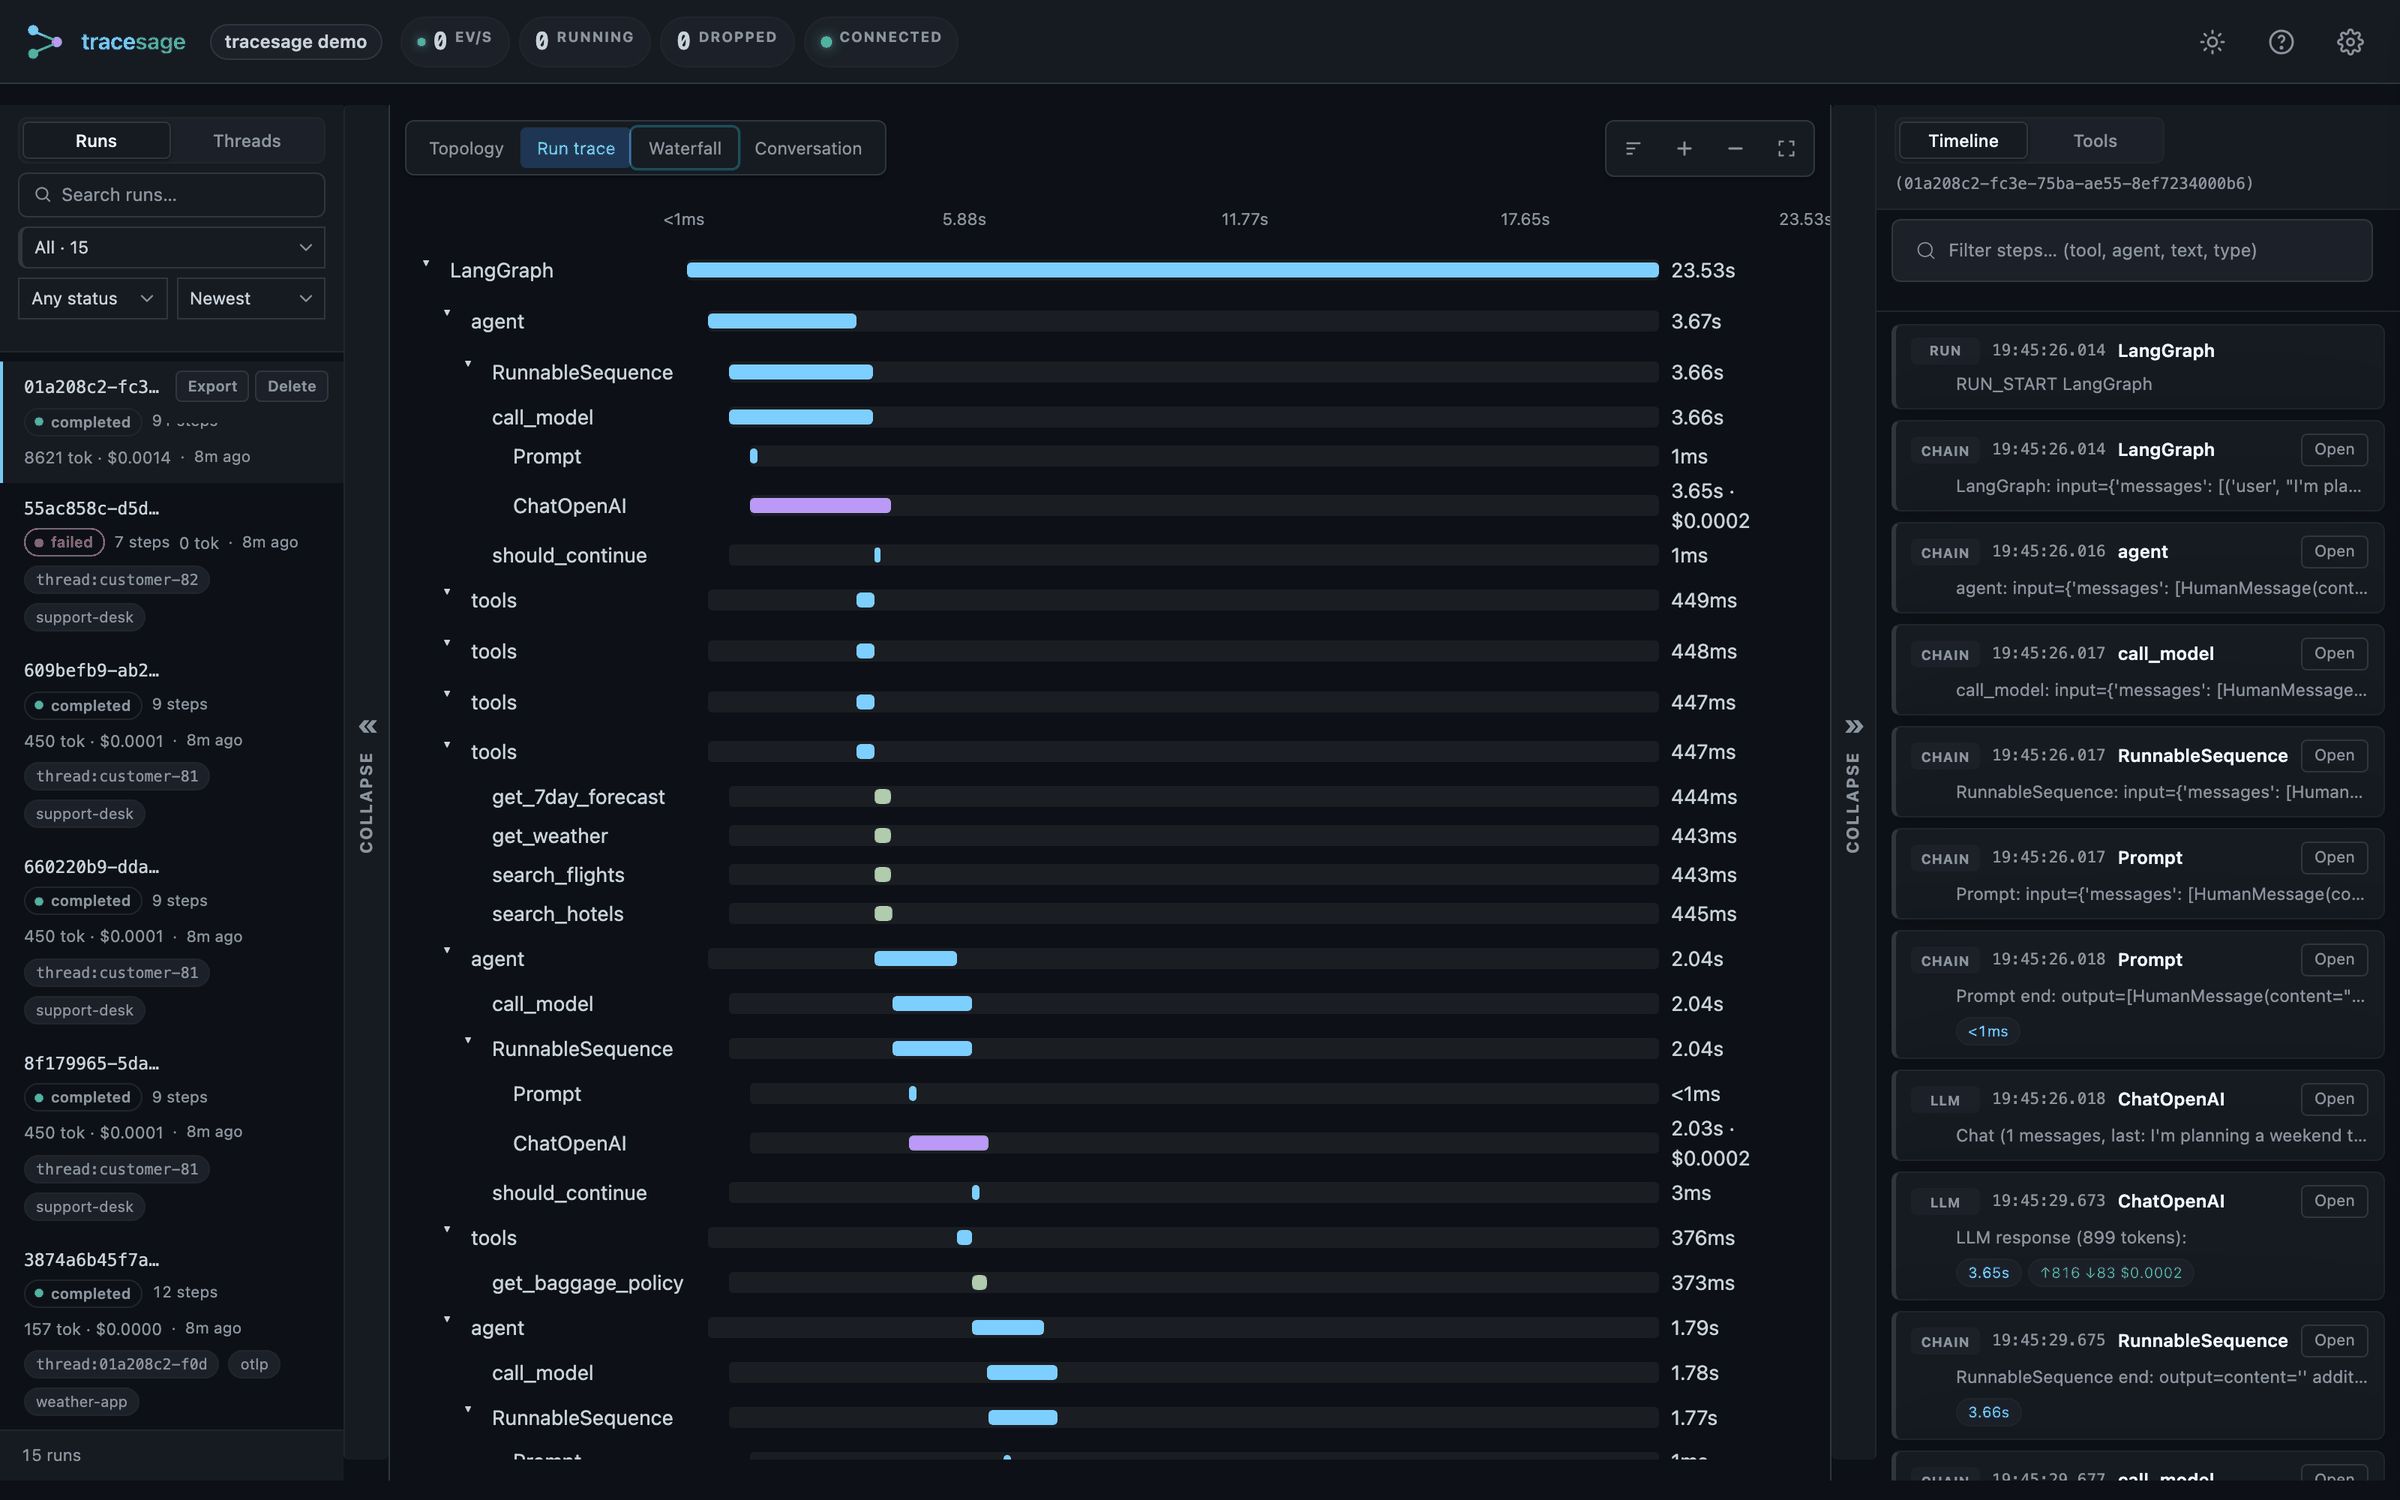 tracesage
tracesage demo
0 EV/S
0 RUNNING
0 DROPPED
CONNECTED
Runs
Threads
Search runs...
All · 15
Any status
Newest
01a208c2-fc3…
Export
Delete
completed
8621 tok · $0.0014 · 8m ago
55ac858c-d5d…
failed 7 steps 0 tok · 8m ago
thread:customer-82
support-desk
609befb9-ab2…
completed 9 steps
450 tok · $0.0001 · 8m ago
thread:customer-81
support-desk
660220b9-dda…
completed 9 steps
450 tok · $0.0001 · 8m ago
thread:customer-81
support-desk
8f179965-5da…
completed 9 steps
450 tok · $0.0001 · 8m ago
thread:customer-81
support-desk
3874a6b45f7a…
completed 12 steps
157 tok · $0.0000 · 8m ago
thread:01a208c2-f0d otlp
weather-app
15 runs
COLLAPSE
Topology
Run trace
Waterfall
Conversation
<1ms 5.88s 11.77s 17.65s 23.53s
LangGraph 23.53s
agent 3.67s
RunnableSequence 3.66s
call_model 3.66s
Prompt 1ms
ChatOpenAI 3.65s · $0.0002
should_continue 1ms
tools 449ms
tools 448ms
tools 447ms
tools 447ms
get_7day_forecast 444ms
get_weather 443ms
search_flights 443ms
search_hotels 445ms
agent 2.04s
call_model 2.04s
RunnableSequence 2.04s
Prompt <1ms
ChatOpenAI 2.03s · $0.0002
should_continue 3ms
tools 376ms
get_baggage_policy 373ms
agent 1.79s
call_model 1.78s
RunnableSequence 1.77s
Prompt 1ms
COLLAPSE
Timeline
Tools
(01a208c2-fc3e-75ba-ae55-8ef7234000b6)
Filter steps... (tool, agent, text, type)
RUN 19:45:26.014 LangGraph
RUN_START LangGraph
CHAIN 19:45:26.014 LangGraph Open
LangGraph: input={'messages': [('user', "I'm pla...
CHAIN 19:45:26.016 agent Open
agent: input={'messages': [HumanMessage(cont...
CHAIN 19:45:26.017 call_model Open
call_model: input={'messages': [HumanMessage...
CHAIN 19:45:26.017 RunnableSequence Open
RunnableSequence: input={'messages': [Human...
CHAIN 19:45:26.017 Prompt Open
Prompt: input={'messages': [HumanMessage(co...
CHAIN 19:45:26.018 Prompt Open
Prompt end: output=[HumanMessage(content="...
<1ms
LLM 19:45:26.018 ChatOpenAI Open
Chat (1 messages, last: I'm planning a weekend t...
LLM 19:45:29.673 ChatOpenAI Open
LLM response (899 tokens):
3.65s ↑816 ↓83 $0.0002
CHAIN 19:45:29.675 RunnableSequence Open
RunnableSequence end: output=content='' addit...
3.66s
CHAIN 19:45:29.677 call_model Open